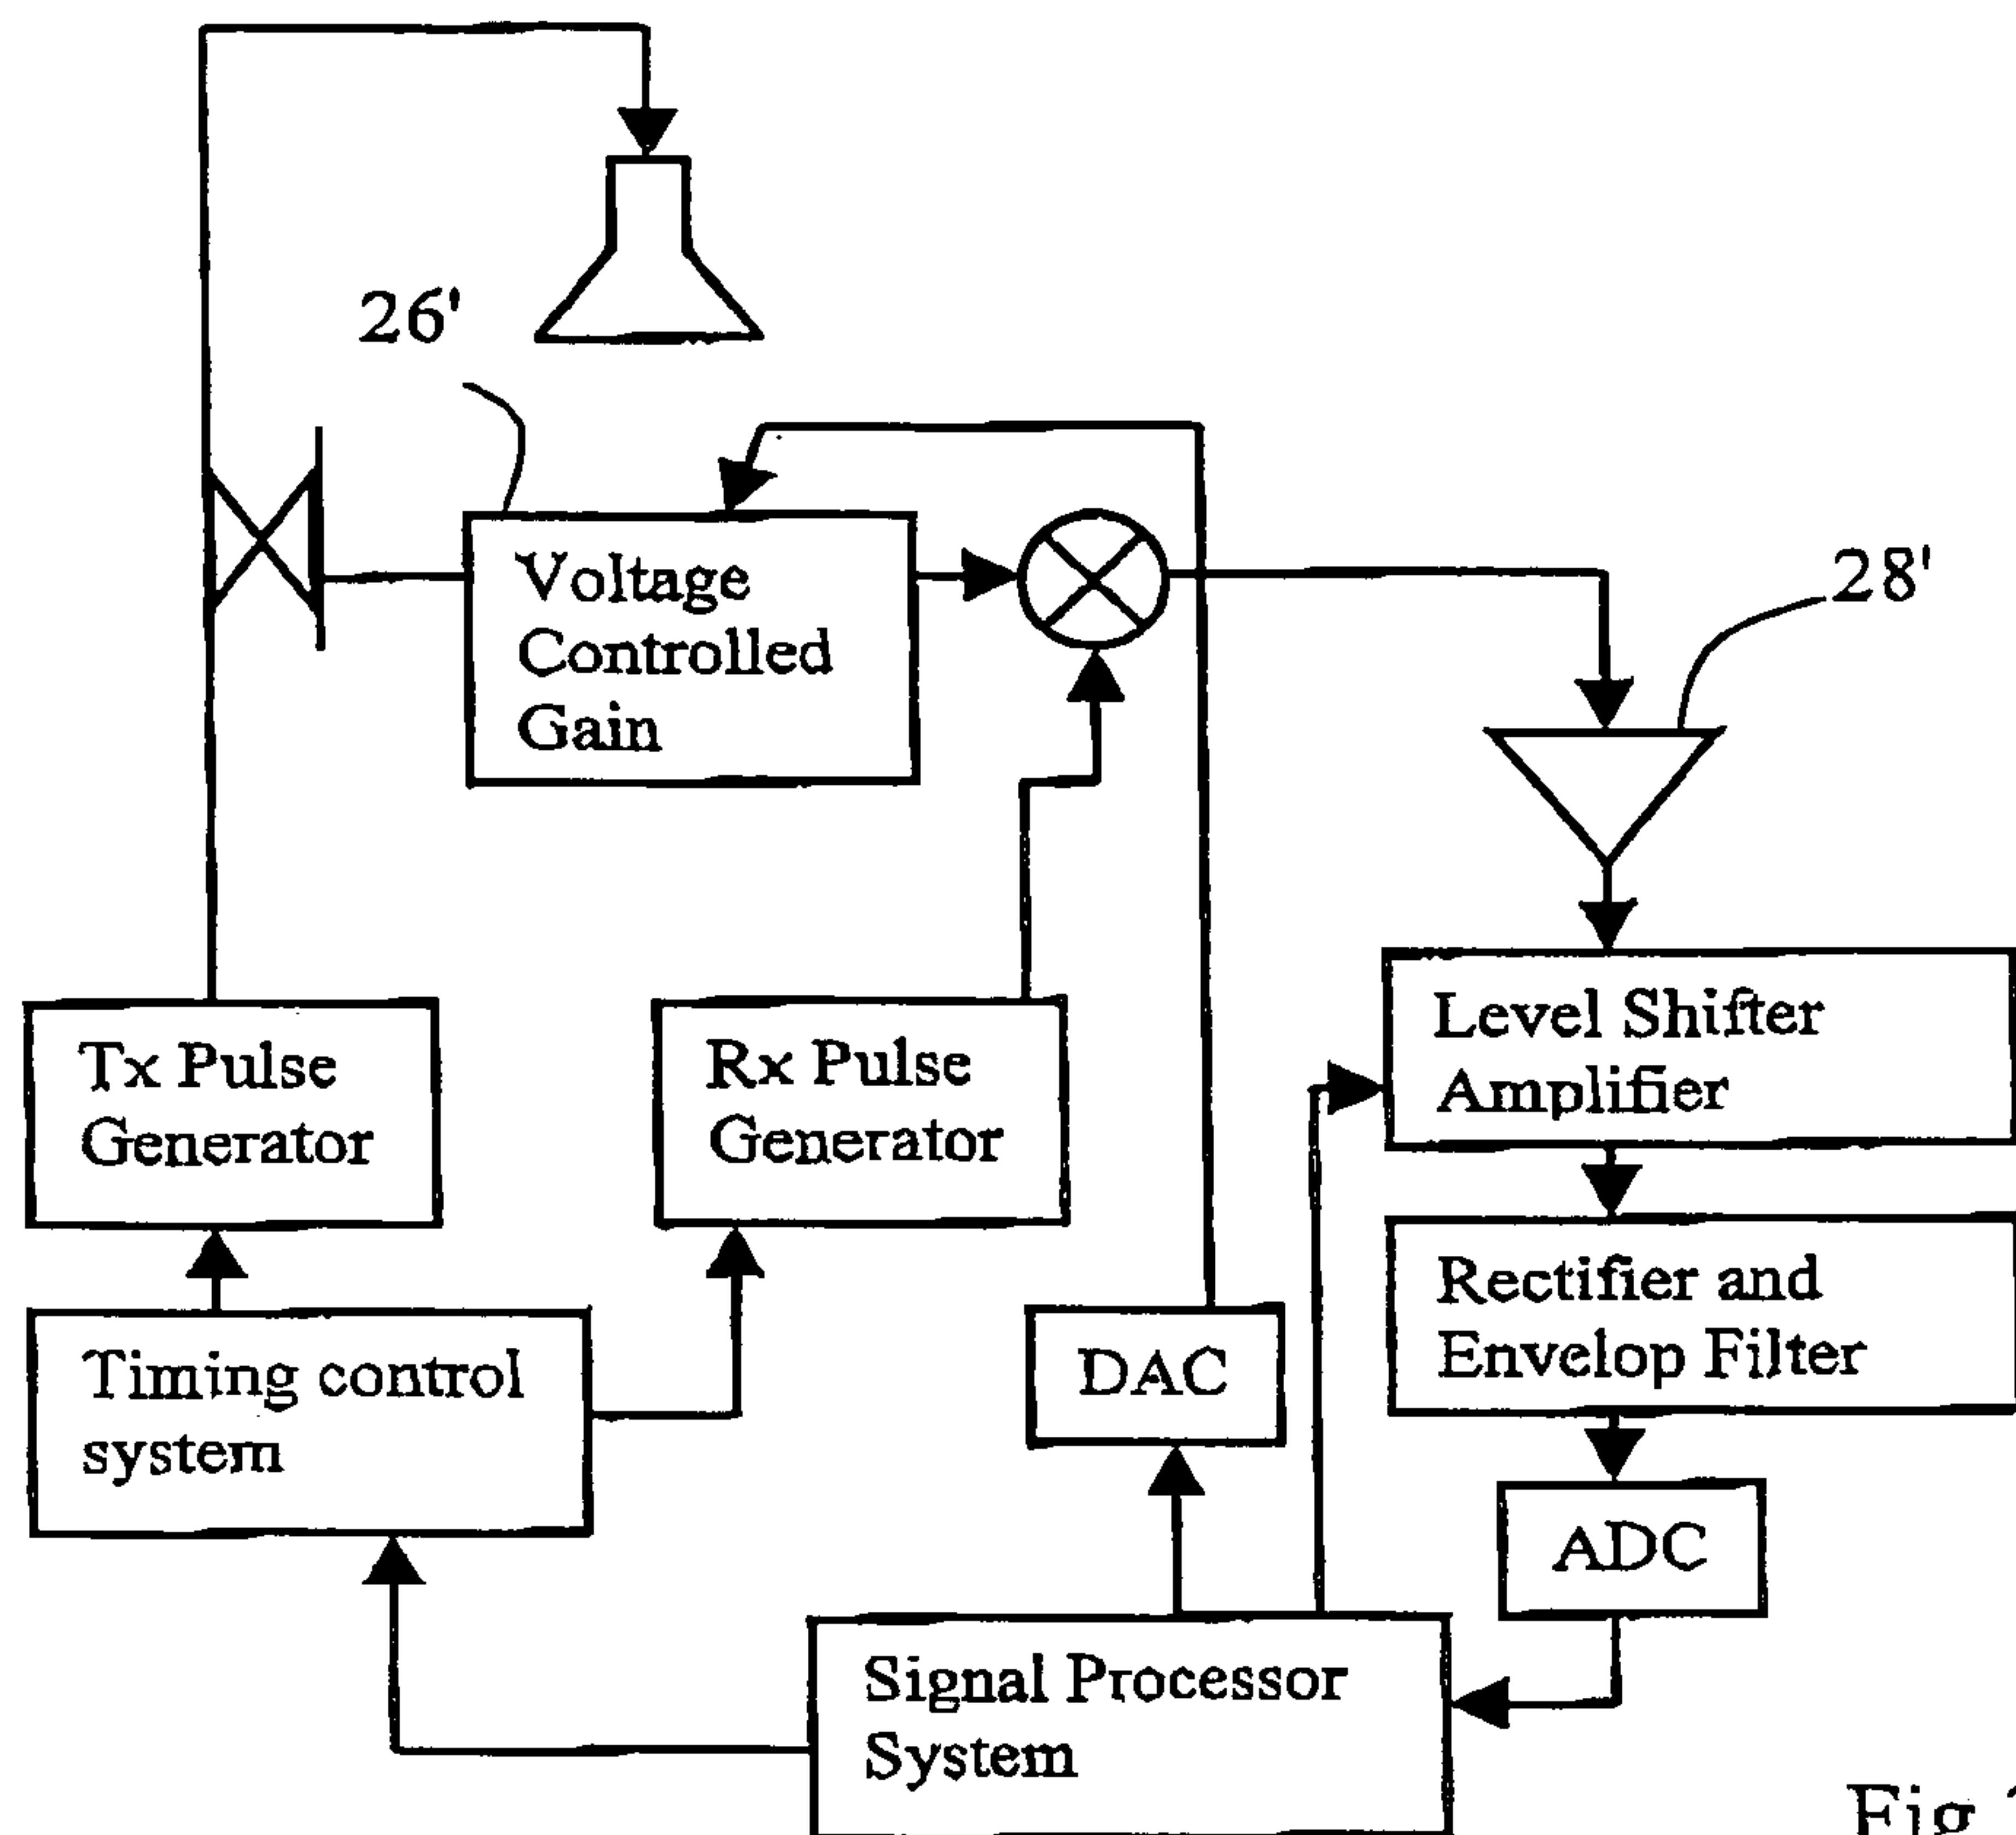 26'
Voltage
Controlled
Gain
28'
Level Shifter
Amplifier
Tx Pulse
Generator
Rx Pulse
Generator
Rectifier and
Envelop Filter
Timing control
system
DAC
ADC
Signal Processor
System
Fig